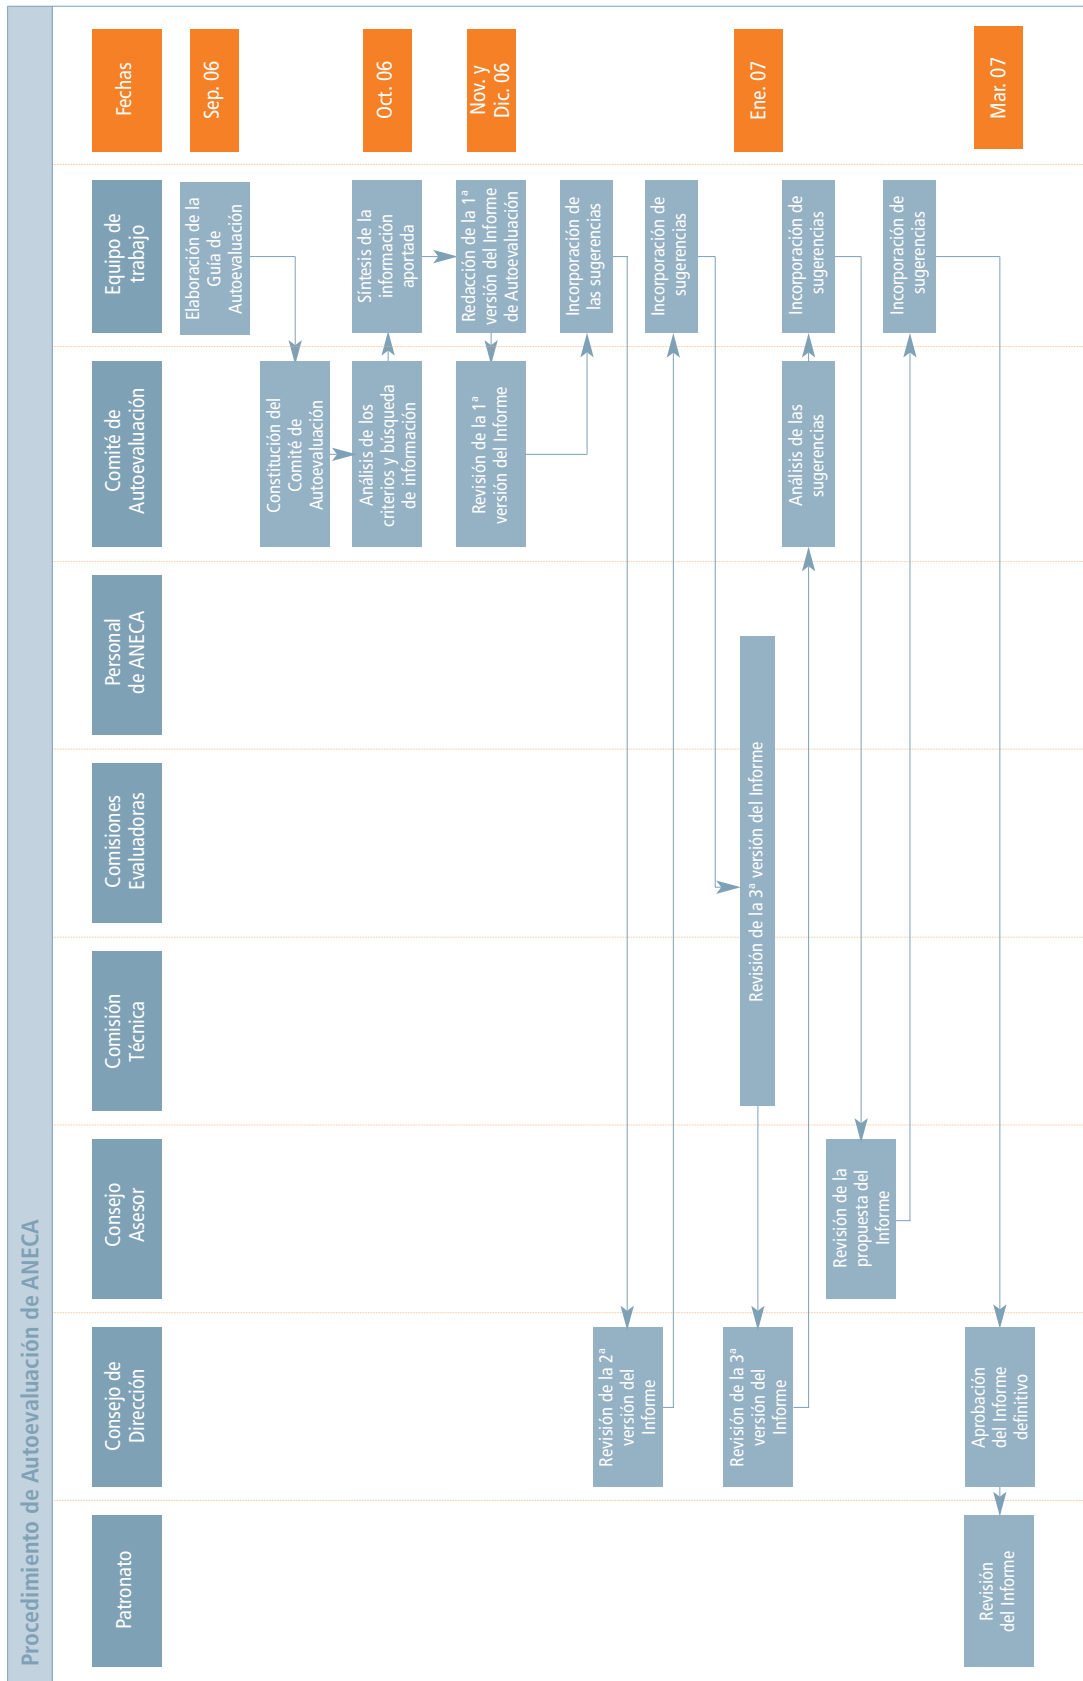 Procedimiento de Autoevaluación de ANECA
Patronato
Consejo de
Dirección
Consejo
Asesor
Comisión
Técnica
Comisiones
Evaluadoras
Personal
de ANECA
Comité de
Autoevaluación
Equipo de
trabajo
Fechas
Elaboración de la
Guía de
Autoevaluación
Sep. 06
Constitución del
Comité de
Autoevaluación
Análisis de los
criterios y búsqueda
de información
Síntesis de la
información
aportada
Oct. 06
Revisión de la 1ª
versión del Informe
Redacción de la 1ª
versión del Informe
de Autoevaluación
Nov. y
Dic. 06
Incorporación de
las sugerencias
Revisión de la 2ª
versión del
Informe
Incorporación de
sugerencias
Revisión de la 3ª
versión del
Informe
Revisión de la 3ª versión del Informe
Ene. 07
Análisis de las
sugerencias
Incorporación de
sugerencias
Revisión de la
propuesta del
Informe
Incorporación de
sugerencias
Revisión
del Informe
Aprobación
del Informe
definitivo
Mar. 07